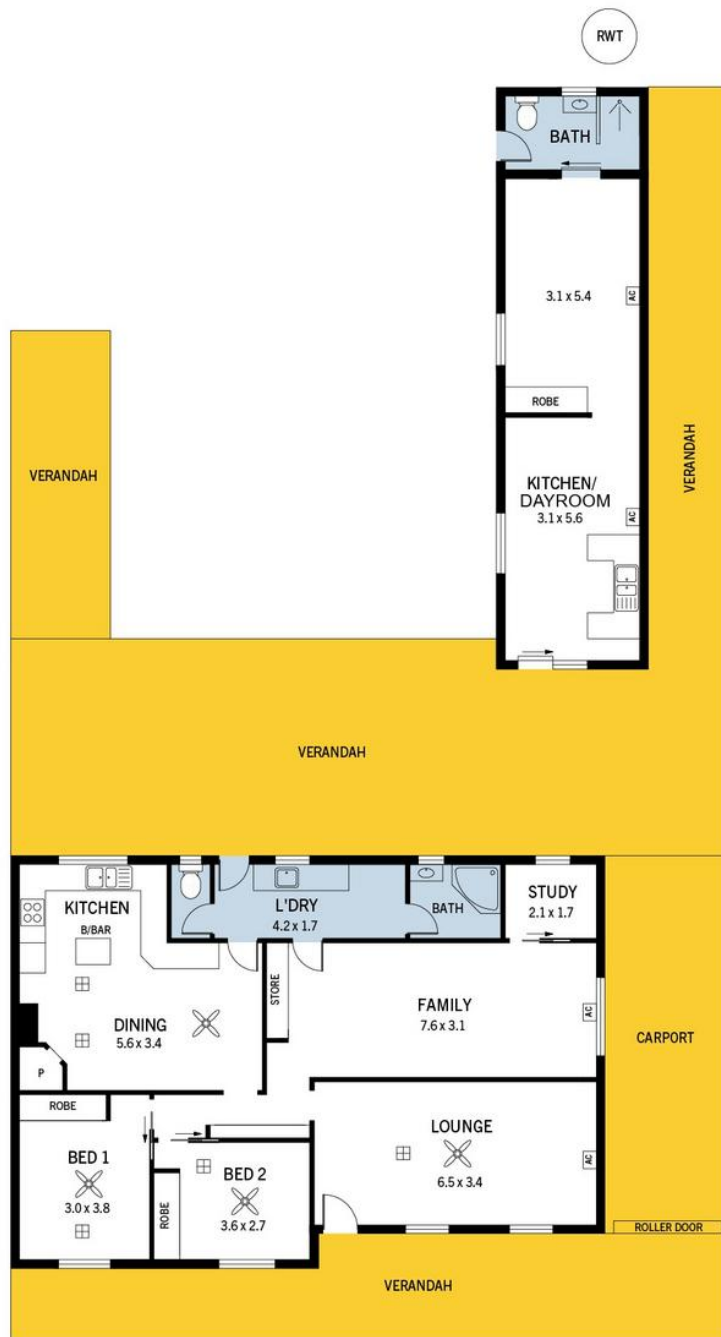 RWT
BATH
3.1 x 5.4
AC
ROBE
VERANDAH
VERANDAH
KITCHEN/
DAYROOM
3.1 x 5.6
AC
VERANDAH
KITCHEN
B/BAR
L'DRY
4.2 x 1.7
BATH
STUDY
2.1 x 1.7
STORE
FAMILY
7.6 x 3.1
AC
DINING
5.6 x 3.4
CARPORT
P
ROBE
LOUNGE
6.5 x 3.4
AC
BED 1
3.0 x 3.8
BED 2
3.6 x 2.7
ROBE
ROLLER DOOR
VERANDAH